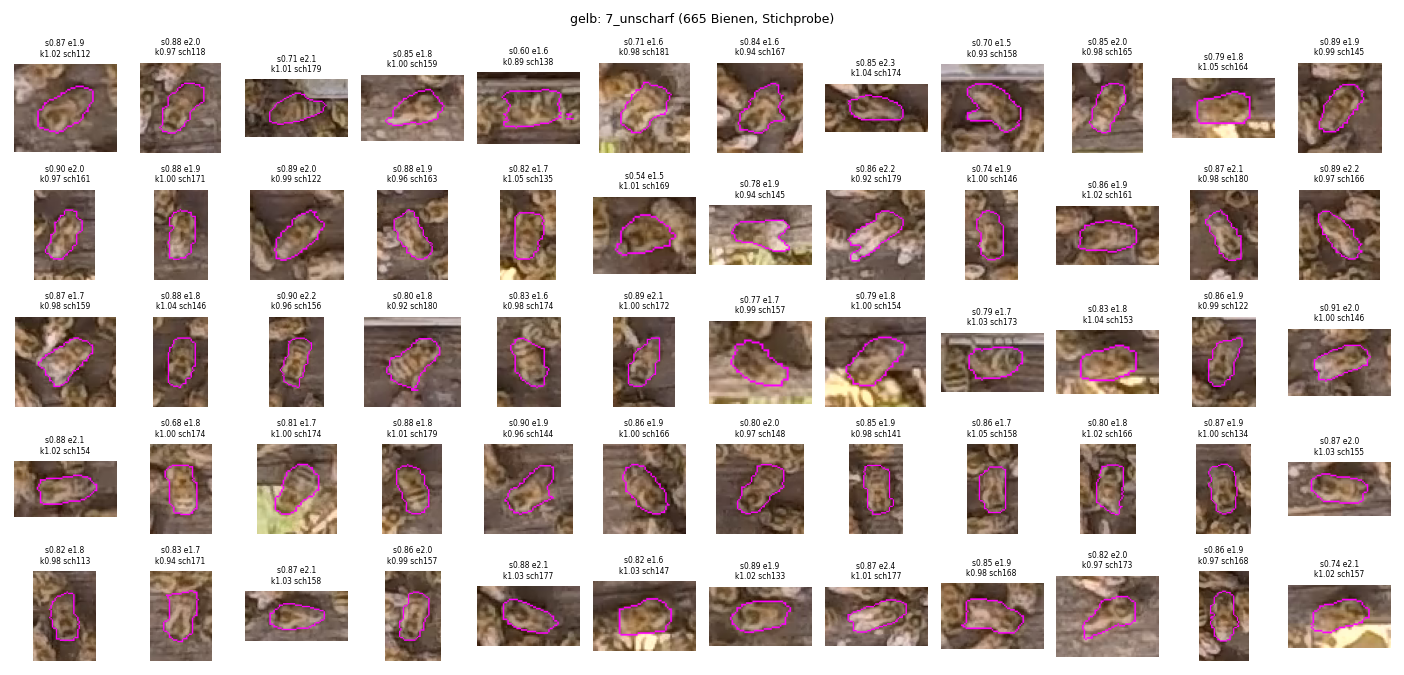 gelb: 7_unscharf (665 Bienen, Stichprobe)
s0.87 e1.9
k1.02 sch112
s0.88 e2.0
k0.97 sch118
s0.71 e2.1
k1.01 sch179
s0.85 e1.8
k1.00 sch159
s0.60 e1.6
k0.89 sch138
s0.71 e1.6
k0.98 sch181
s0.84 e1.6
k0.94 sch167
s0.85 e2.3
k1.04 sch174
s0.70 e1.5
k0.93 sch158
s0.85 e2.0
k0.98 sch165
s0.79 e1.8
k1.05 sch164
s0.89 e1.9
k0.99 sch145
s0.90 e2.0
k0.97 sch161
s0.88 e1.9
k1.00 sch171
s0.89 e2.0
k0.99 sch122
s0.88 e1.9
k0.96 sch163
s0.82 e1.7
k1.05 sch135
s0.54 e1.5
k1.01 sch169
s0.78 e1.9
k0.94 sch145
s0.86 e2.2
k0.92 sch179
s0.74 e1.9
k1.00 sch146
s0.86 e1.9
k1.02 sch161
s0.87 e2.1
k0.98 sch180
s0.89 e2.2
k0.97 sch166
s0.87 e1.7
k0.98 sch159
s0.88 e1.8
k1.04 sch146
s0.90 e2.2
k0.96 sch156
s0.80 e1.8
k0.92 sch180
s0.83 e1.6
k0.98 sch174
s0.89 e2.1
k1.00 sch172
s0.77 e1.7
k0.99 sch157
s0.79 e1.8
k1.00 sch154
s0.79 e1.7
k1.03 sch173
s0.83 e1.8
k1.04 sch153
s0.86 e1.9
k0.99 sch122
s0.91 e2.0
k1.00 sch146
s0.88 e2.1
k1.02 sch154
s0.68 e1.8
k1.00 sch174
s0.81 e1.7
k1.00 sch174
s0.88 e1.8
k1.01 sch179
s0.90 e1.9
k0.96 sch144
s0.86 e1.9
k1.00 sch166
s0.80 e2.0
k0.97 sch148
s0.85 e1.9
k0.98 sch141
s0.86 e1.7
k1.05 sch158
s0.80 e1.8
k1.02 sch166
s0.87 e1.9
k1.00 sch134
s0.87 e2.0
k1.03 sch155
s0.82 e1.8
k0.98 sch113
s0.83 e1.7
k0.94 sch171
s0.87 e2.1
k1.03 sch158
s0.86 e2.0
k0.99 sch157
s0.88 e2.1
k1.03 sch177
s0.82 e1.6
k1.03 sch147
s0.89 e1.9
k1.02 sch133
s0.87 e2.4
k1.01 sch177
s0.85 e1.9
k0.98 sch168
s0.82 e2.0
k0.97 sch173
s0.86 e1.9
k0.97 sch168
s0.74 e2.1
k1.02 sch157